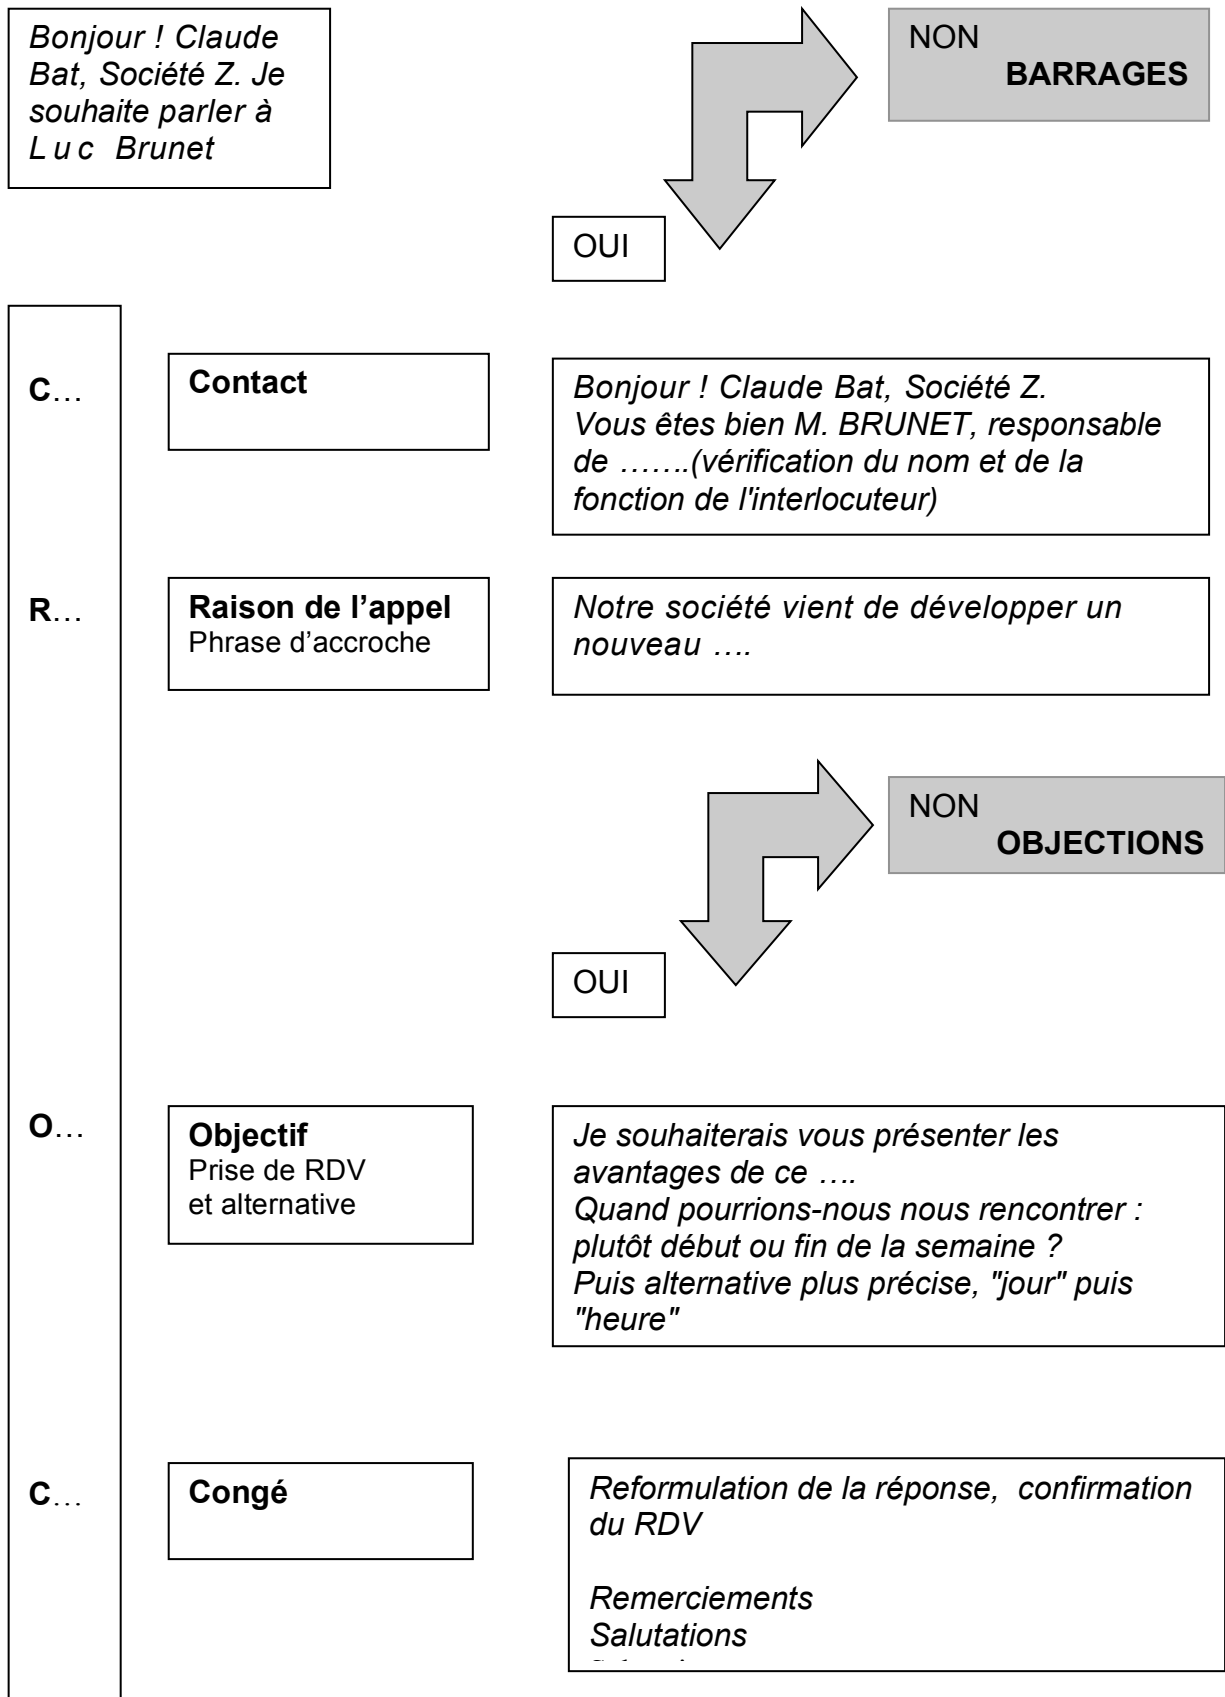 Bonjour ! Claude
Bat, Société Z. Je
souhaite parler à
Luc Brunet
NON
BARRAGES
OUI
C...
Contact
Bonjour ! Claude Bat, Société Z.
Vous êtes bien M. BRUNET, responsable
de …….(vérification du nom et de la
fonction de l'interlocuteur)
R...
Raison de l’appel
Phrase d’accroche
Notre société vient de développer un
nouveau ….
NON
OBJECTIONS
OUI
O...
Objectif
Prise de RDV
et alternative
Je souhaiterais vous présenter les
avantages de ce ….
Quand pourrions-nous nous rencontrer :
plutôt début ou fin de la semaine ?
Puis alternative plus précise, "jour" puis
"heure"
C...
Congé
Reformulation de la réponse, confirmation
du RDV
Remerciements
Salutations